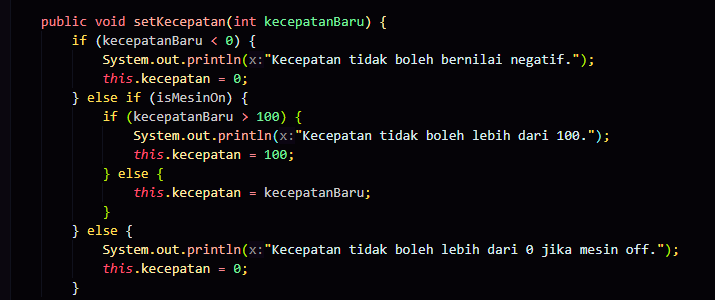 public void setKecepatan(int kecepatanBaru) {
if (kecepatanBaru < 0) {
System.out.println(x:"Kecepatan tidak boleh bernilai negatif.");
this.kecepatan = 0;
} else if (isMesinOn) {
if (kecepatanBaru > 100) {
System.out.println(x:"Kecepatan tidak boleh lebih dari 100.");
this.kecepatan = 100;
} else {
this.kecepatan = kecepatanBaru;
}
} else {
System.out.println(x:"Kecepatan tidak boleh lebih dari 0 jika mesin off.");
this.kecepatan = 0;
}